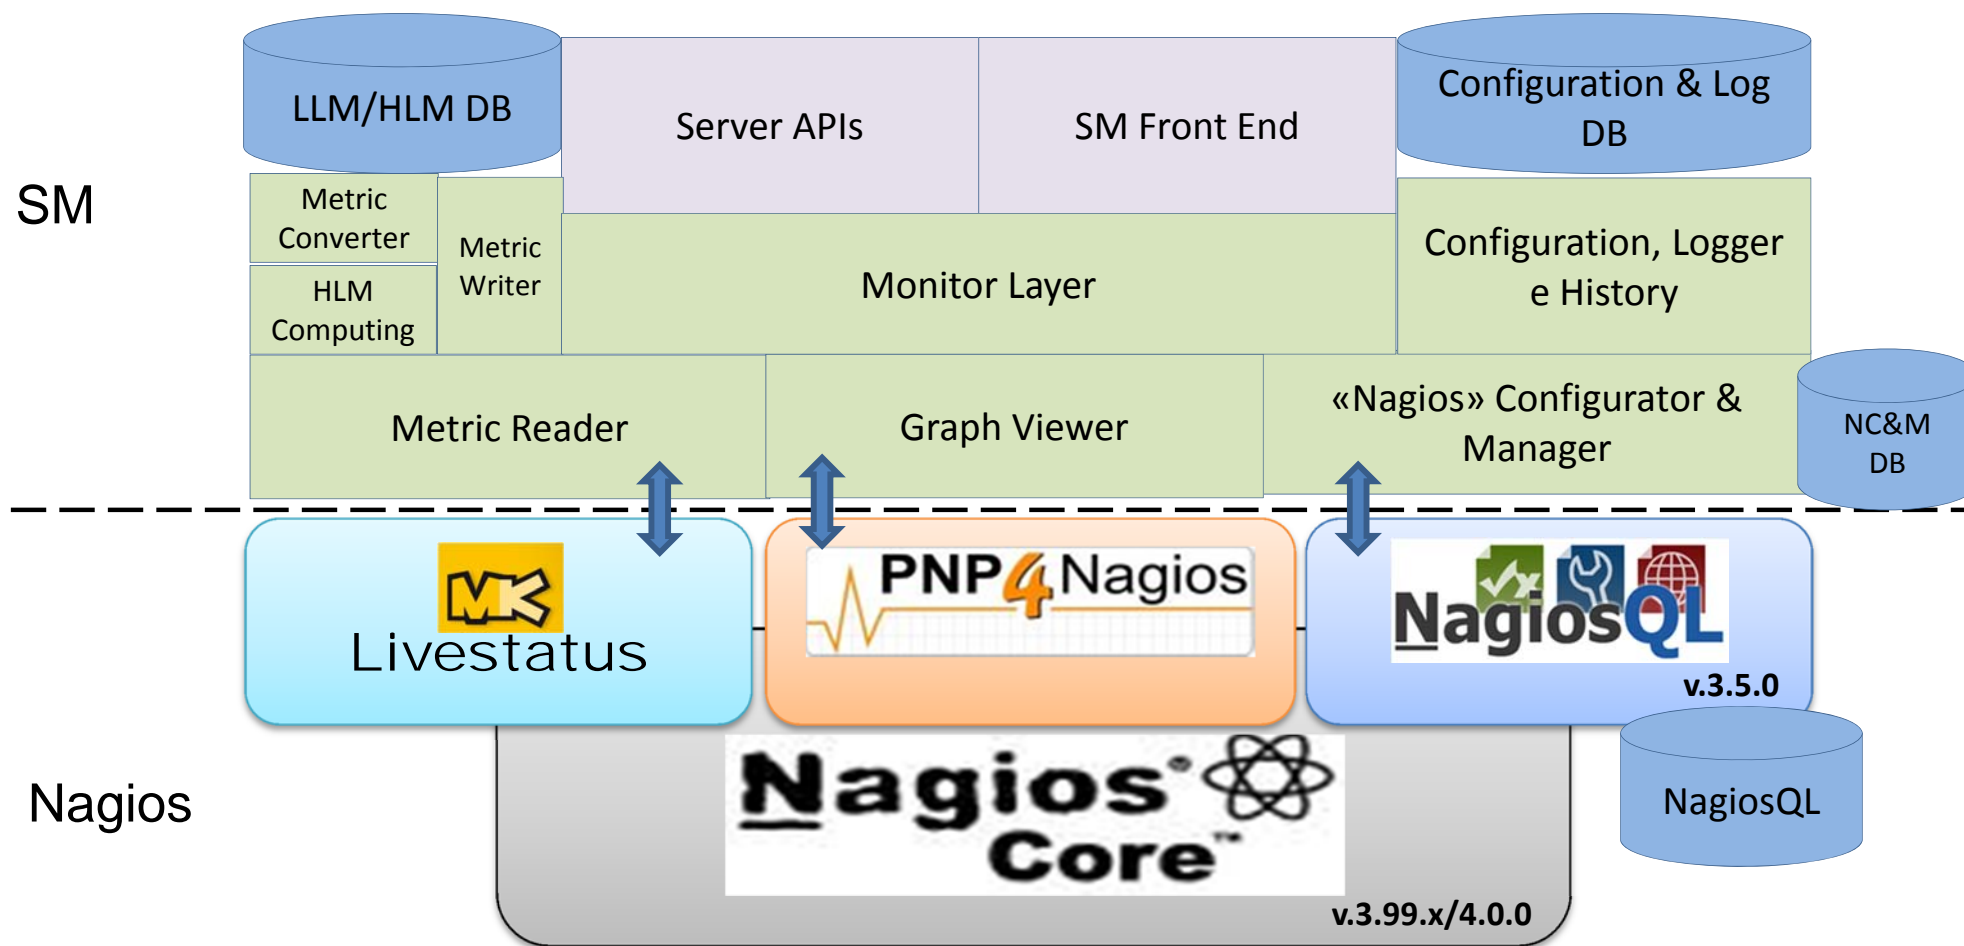 LLM/HLM DB
Server APIs
SM Front End
Configuration & Log
DB
SM
Metric
Converter
HLM
Computing
Metric
Writer
Monitor Layer
Configuration, Logger
e History
Metric Reader
Graph Viewer
«Nagios» Configurator &
Manager
NC&M
DB
MK
Livestatus
PNP4Nagios
NagiosQL
v.3.5.0
Nagios
Nagios®
Core™
v.3.99.x/4.0.0
NagiosQL